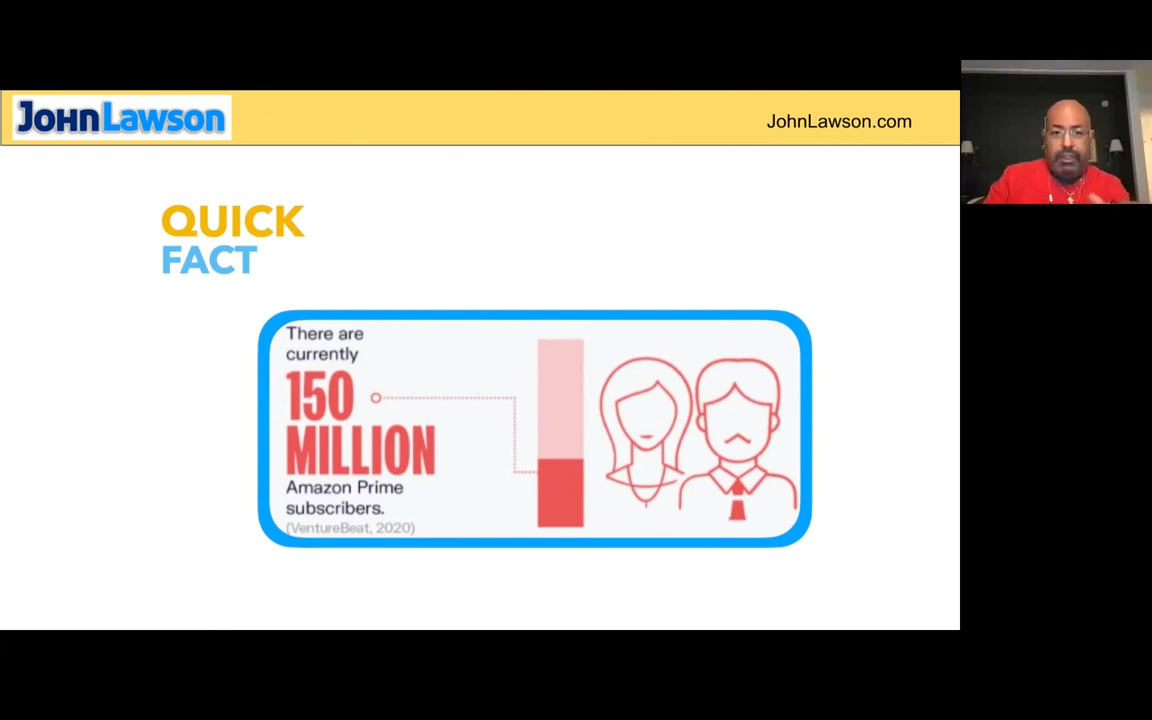 JohnLawson
JohnLawson.com
QUICK
FACT
There are
currently
150
MILLION
Amazon Prime
subscribers.
(VentureBeat, 2020)